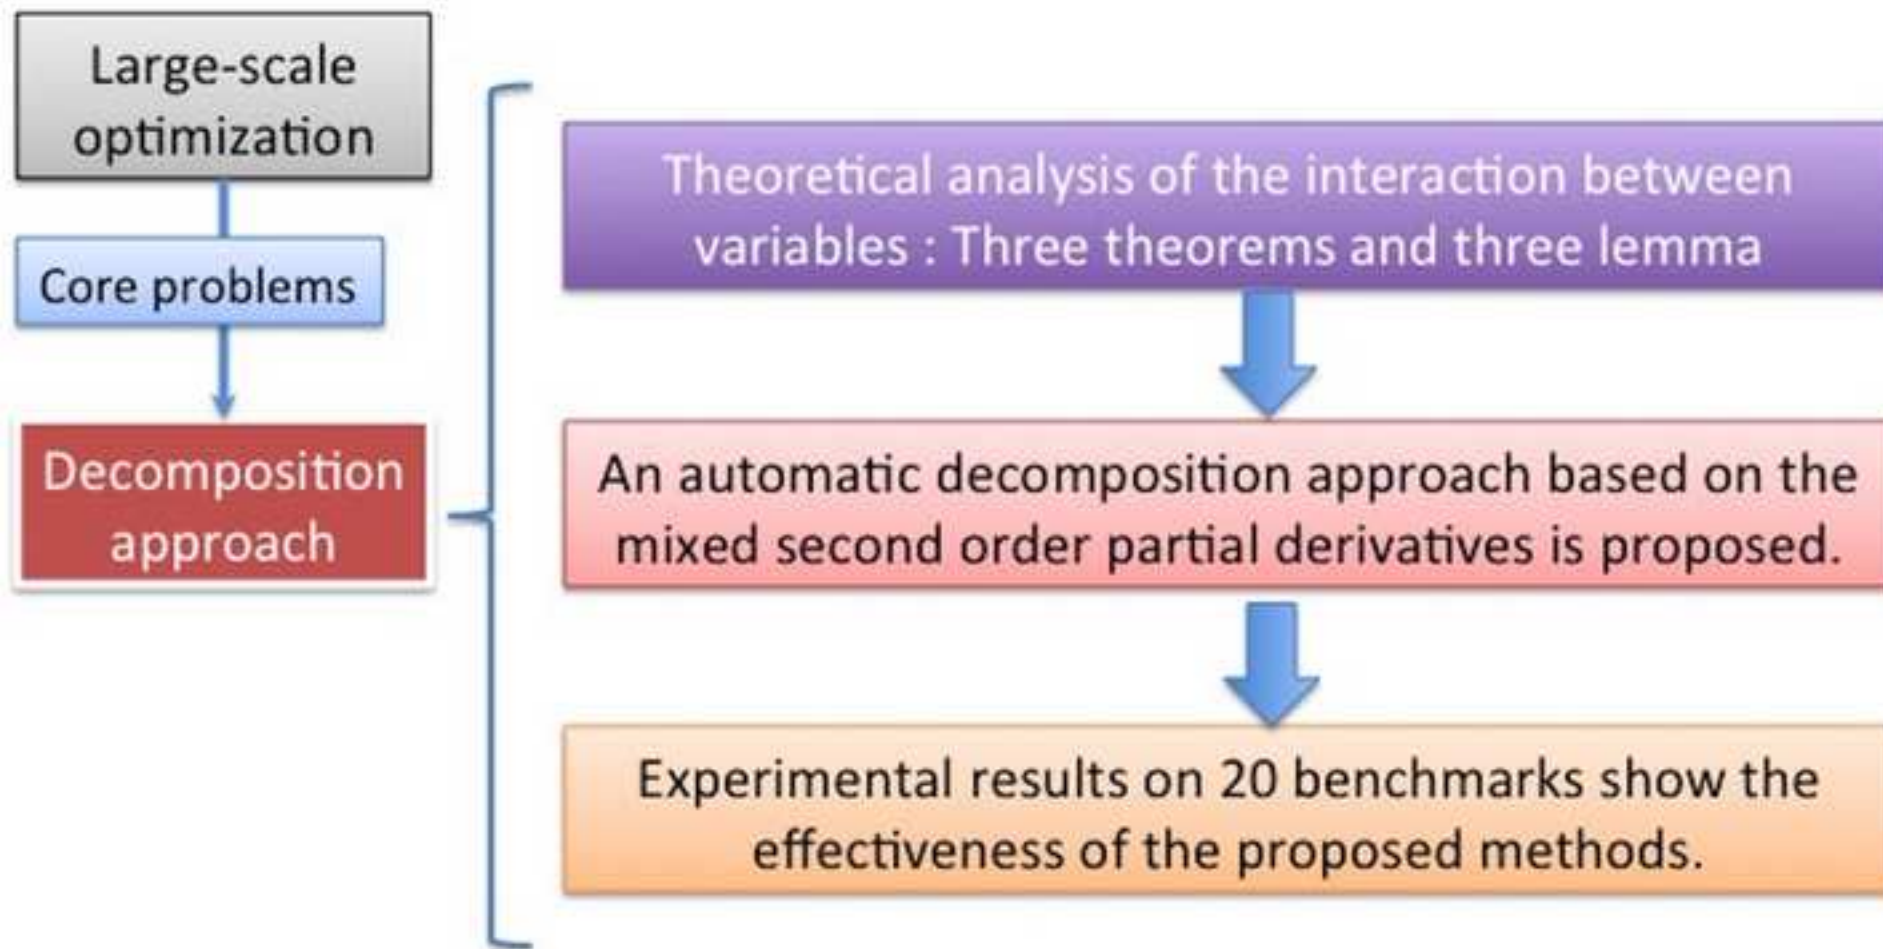 Large-scale
optimization
Core problems
Decomposition
approach
Theoretical analysis of the interaction between
variables : Three theorems and three lemma
An automatic decomposition approach based on the
mixed second order partial derivatives is proposed.
Experimental results on 20 benchmarks show the
effectiveness of the proposed methods.